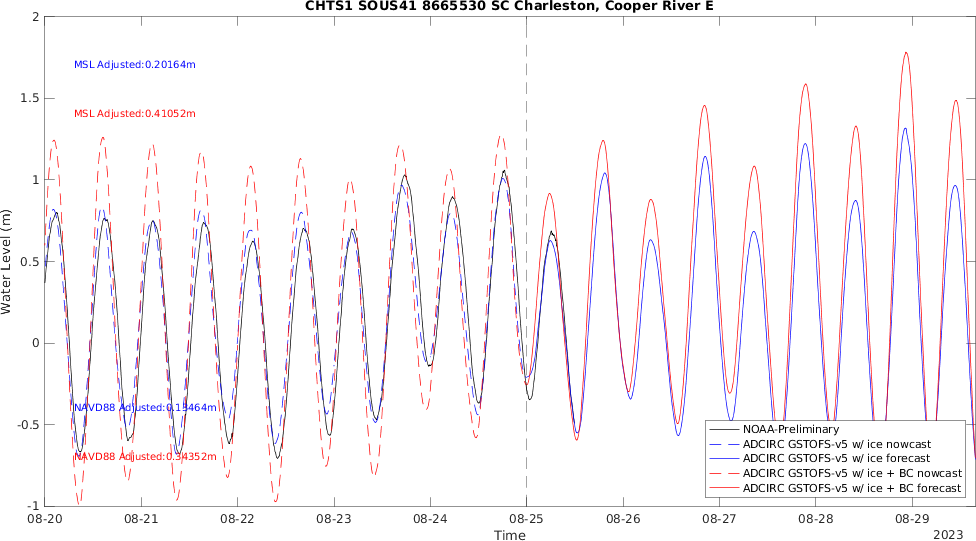 CHTS1 SOUS41 8665530 SC Charleston, Cooper River E
2
1.5
1
0.5
0
-0.5
-1
Water Level (m)
MSL Adjusted:0.20164m
MSL Adjusted:0.41052m
NAVD88 Adjusted:0.13464m
NAVD88 Adjusted:0.34352m
NOAA-Preliminary
ADCIRC GSTOFS-v5 w/ ice nowcast
ADCIRC GSTOFS-v5 w/ ice forecast
ADCIRC GSTOFS-v5 w/ ice + BC nowcast
ADCIRC GSTOFS-v5 w/ ice + BC forecast
08-20 08-21 08-22 08-23 08-24 08-25 08-26 08-27 08-28 08-29
Time
2023